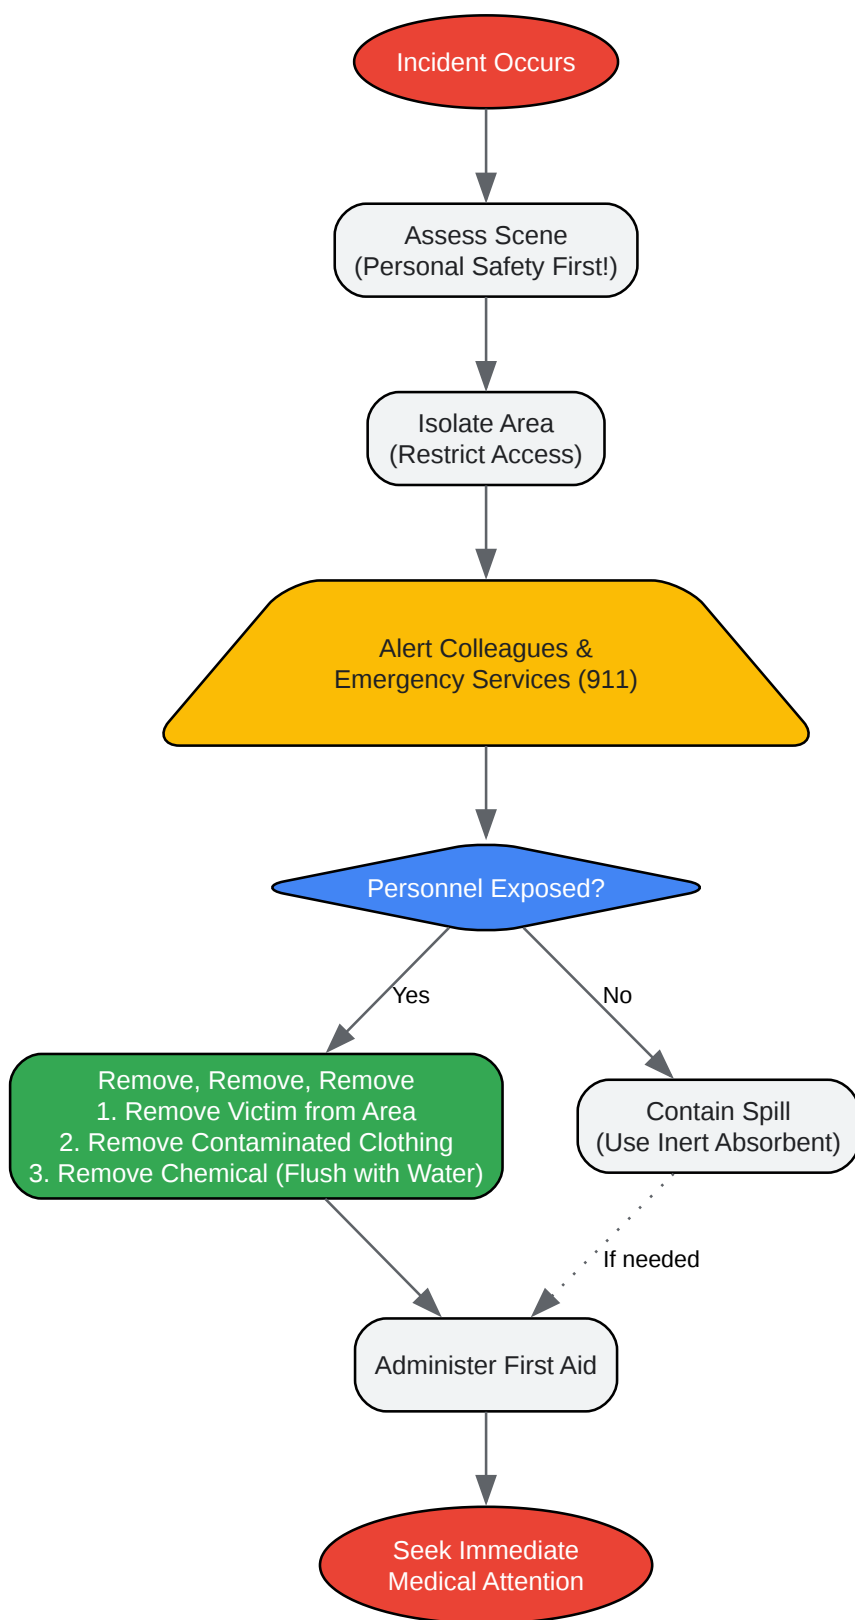 Incident Occurs
Assess Scene
(Personal Safety First!)
Isolate Area
(Restrict Access)
Alert Colleagues &
Emergency Services (911)
Personnel Exposed?
Yes
No
Remove, Remove, Remove
1. Remove Victim from Area
2. Remove Contaminated Clothing
3. Remove Chemical (Flush with Water)
Contain Spill
(Use Inert Absorbent)
If needed
Administer First Aid
Seek Immediate
Medical Attention